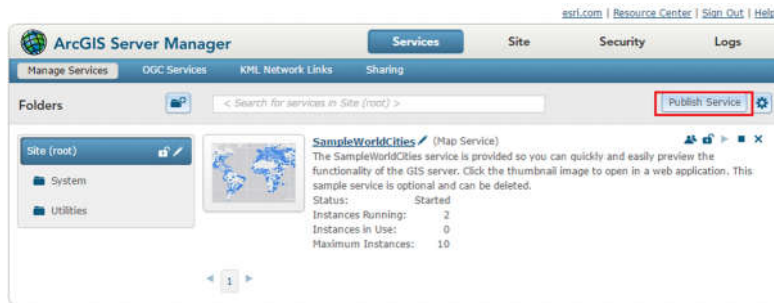 esri.com | Resource Center | Sign Out | Help
ArcGIS Server Manager
Services Site Security Logs
Manage Services OGC Services KML Network Links Sharing
Folders
< Search for services in Site (root) >
Publish Service
Site (root)
System
Utilities
SampleWorldCities (Map Service)
The SampleWorldCities service is provided so you can quickly and easily preview the
functionality of the GIS server. Click the thumbnail image to open in a web application. This
sample service is optional and can be deleted.
Status: Started
Instances Running: 2
Instances in Use: 0
Maximum Instances: 10
1